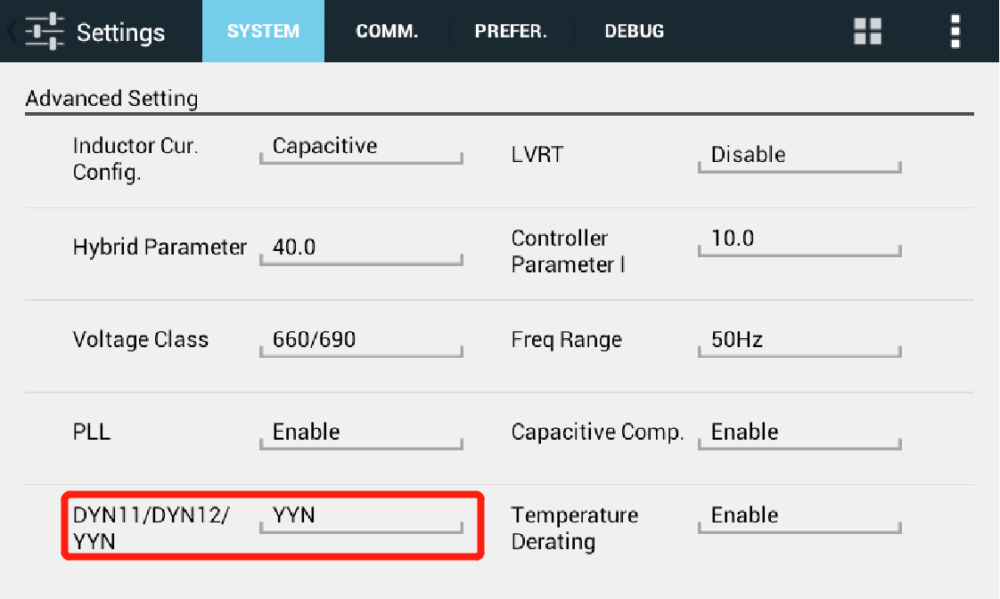 Settings
SYSTEM
COMM.
PREFER.
DEBUG
Advanced Setting
Inductor Cur.
Config.
Capacitive
LVRT
Disable
Hybrid Parameter
40.0
Controller
Parameter I
10.0
Voltage Class
660/690
Freq Range
50Hz
PLL
Enable
Capacitive Comp.
Enable
DYN11/DYN12/
YYN
YYN
Temperature
Derating
Enable